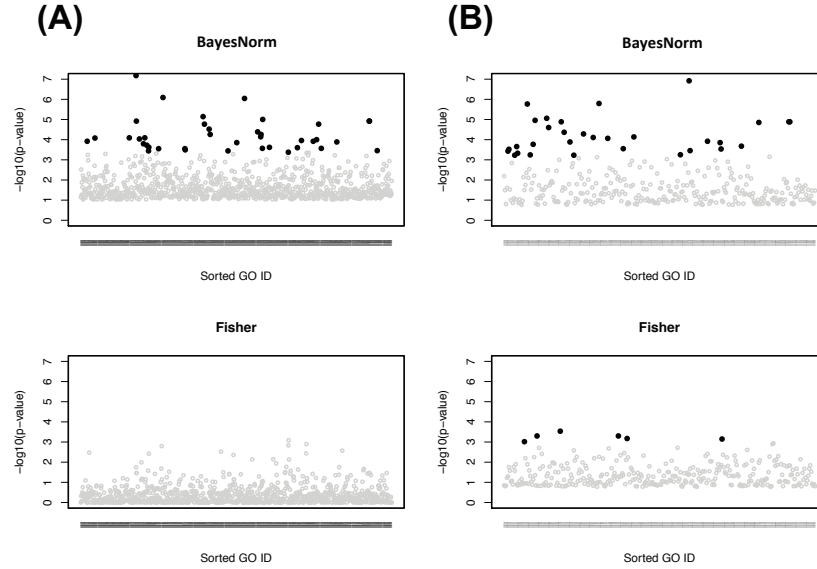 (A)
BayesNorm
−log10(p−value)
0 1 2 3 4 5 6 7
Sorted GO ID
Fisher
−log10(p−value)
0 1 2 3 4 5 6 7
Sorted GO ID
(B)
BayesNorm
−log10(p−value)
0 1 2 3 4 5 6 7
Sorted GO ID
Fisher
−log10(p−value)
0 1 2 3 4 5 6 7
Sorted GO ID